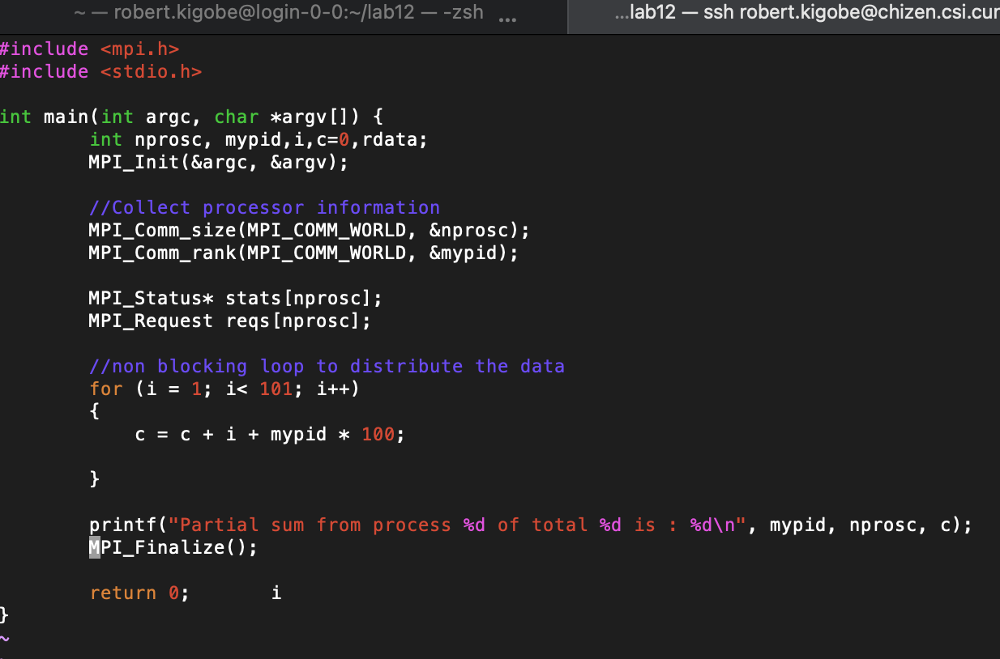 ~ — robert.kigobe@login-0-0:~/lab12 — -zsh ...
...lab12 — ssh robert.kigobe@chizen.csi.cur
#include <mpi.h>
#include <stdio.h>

int main(int argc, char *argv[]) {
        int nprosc, mypid,i,c=0,rdata;
        MPI_Init(&argc, &argv);

        //Collect processor information
        MPI_Comm_size(MPI_COMM_WORLD, &nprosc);
        MPI_Comm_rank(MPI_COMM_WORLD, &mypid);

        MPI_Status* stats[nprosc];
        MPI_Request reqs[nprosc];

        //non blocking loop to distribute the data
        for (i = 1; i< 101; i++)
        {
            c = c + i + mypid * 100;

        }

        printf("Partial sum from process %d of total %d is : %d\n", mypid, nprosc, c);
        MPI_Finalize();

        return 0;       i
}
~